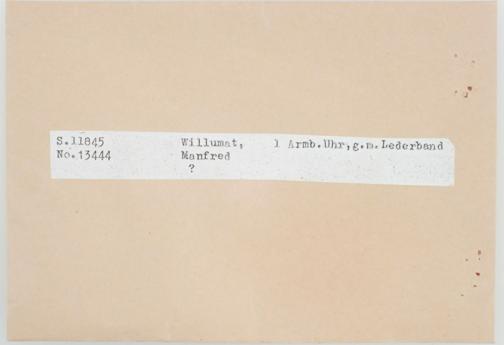 S.11845 Willumat, 1 Armb.Uhr,g.m.Lederband
No.13444 Manfred
?